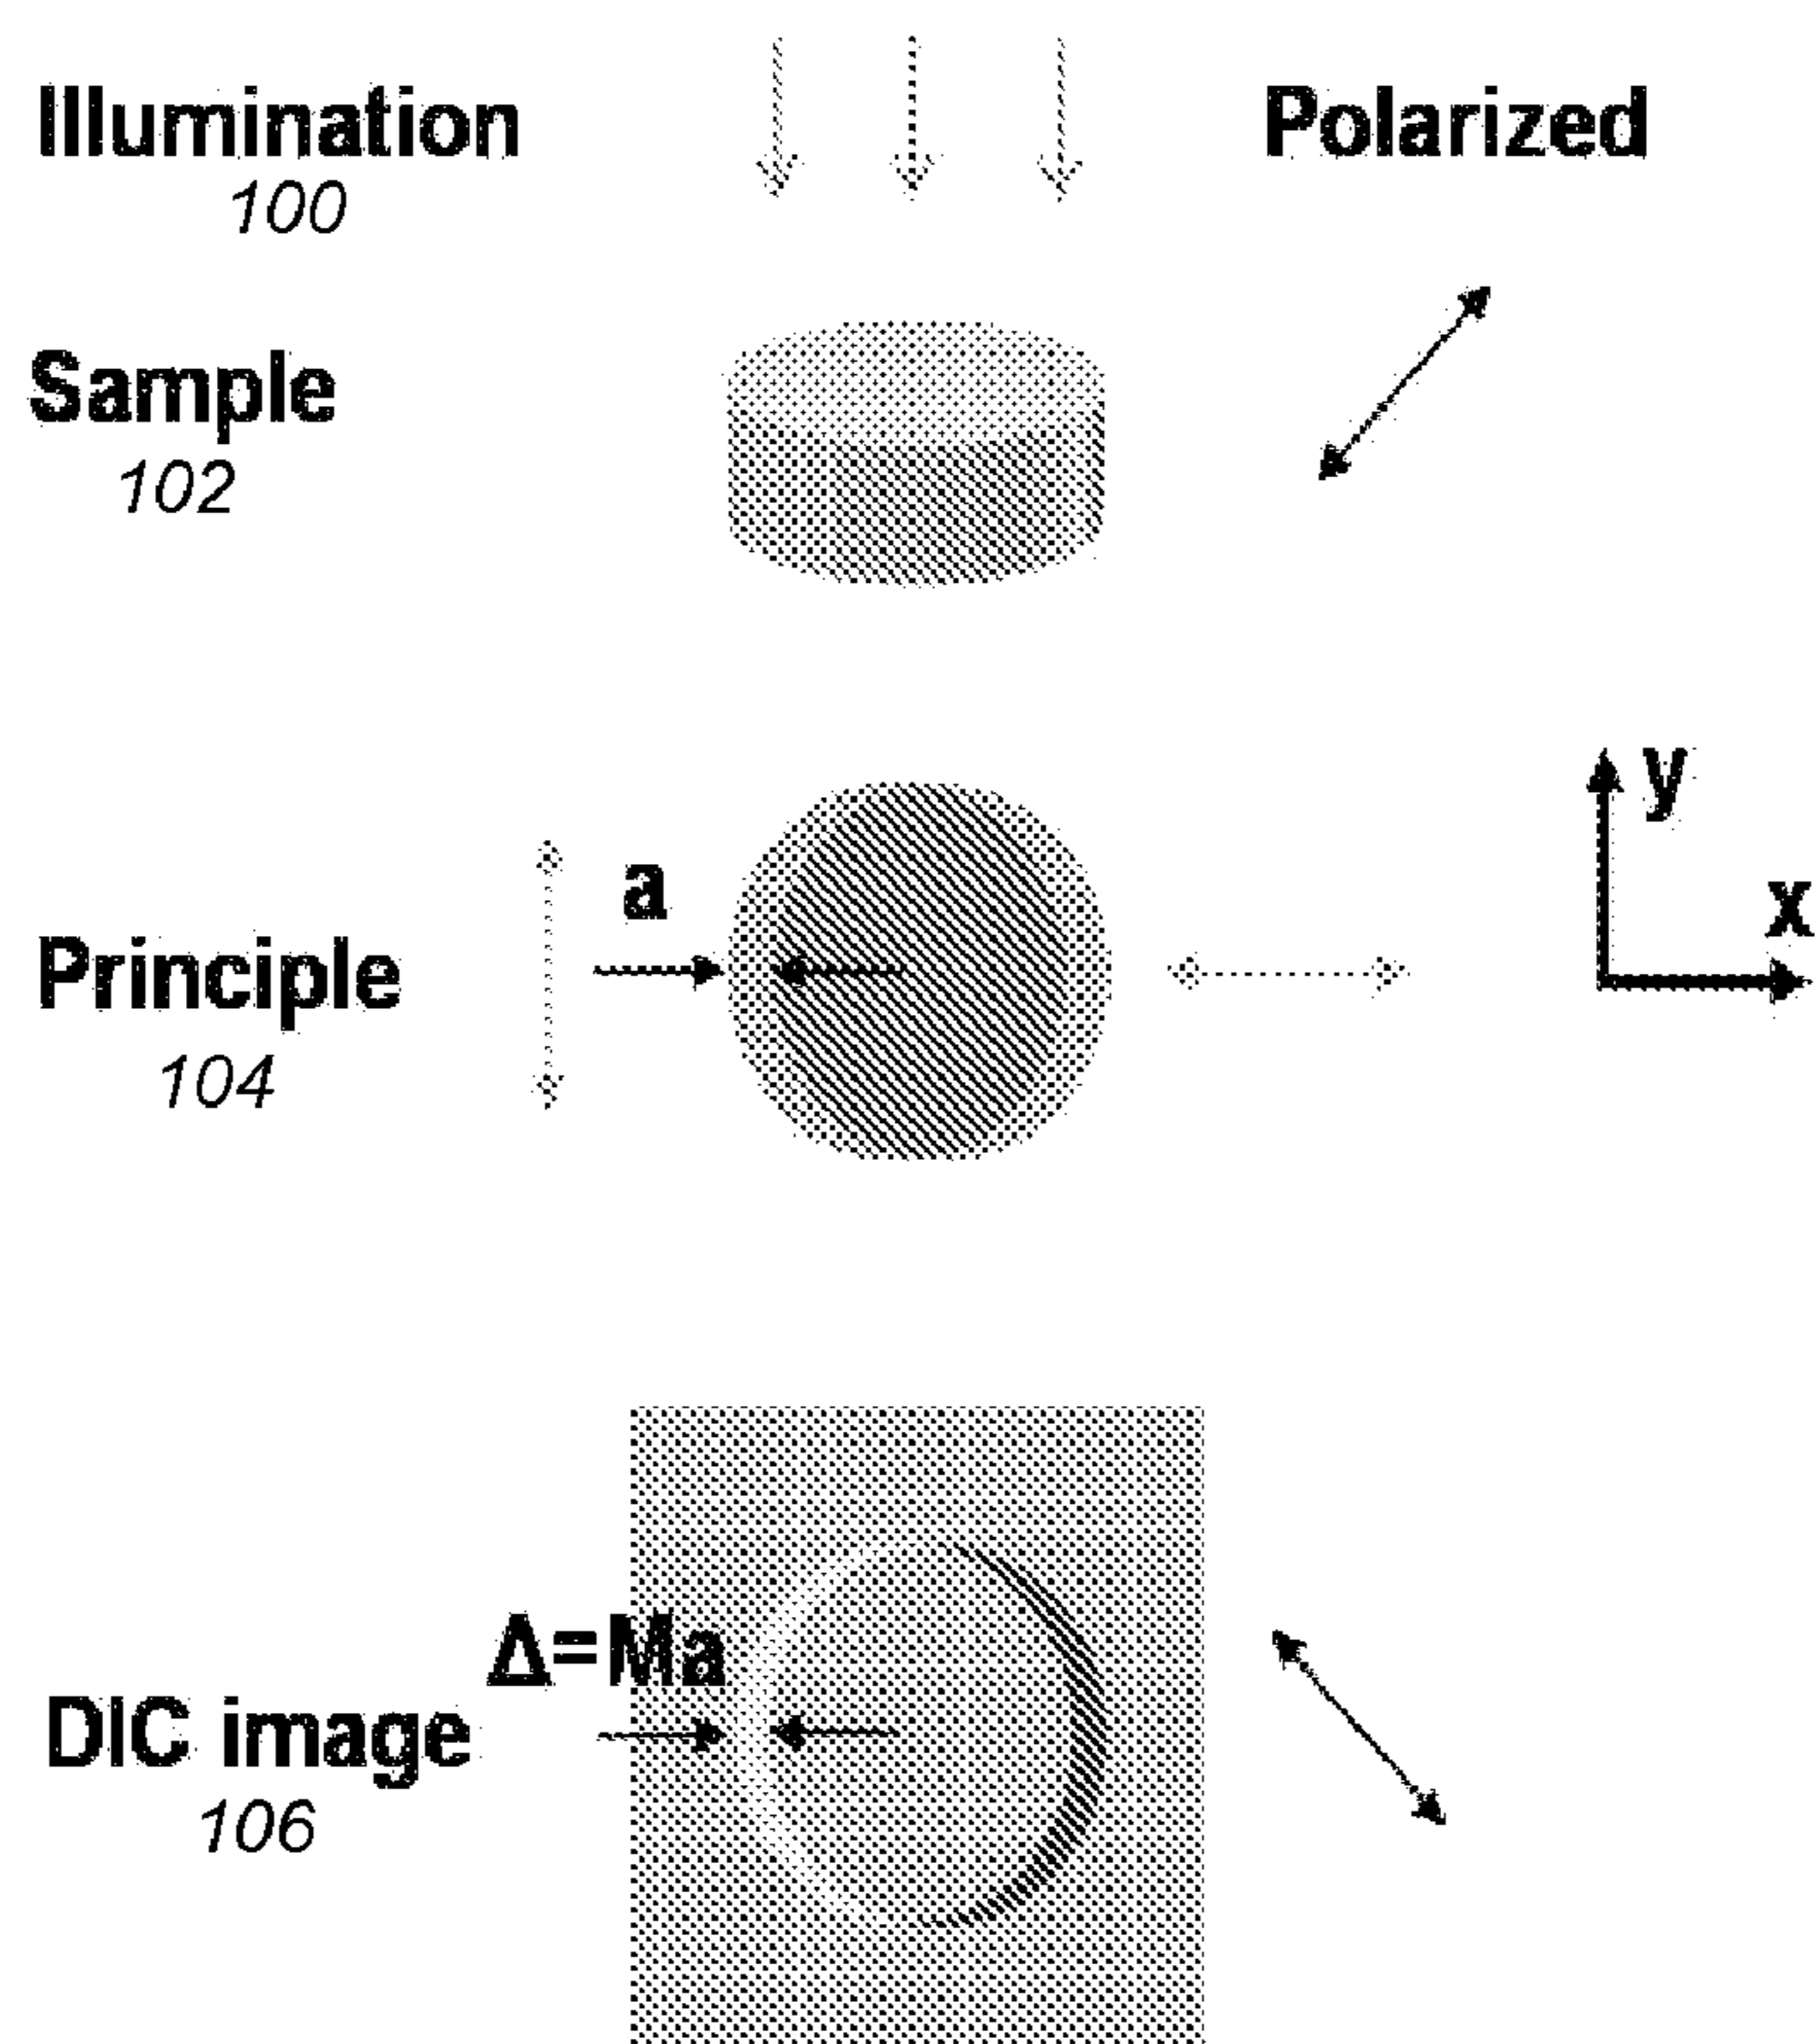 Illumination
100
Polarized
Sample
102
y
x
a
Principle
104
Δ=Ma
DIC image
106